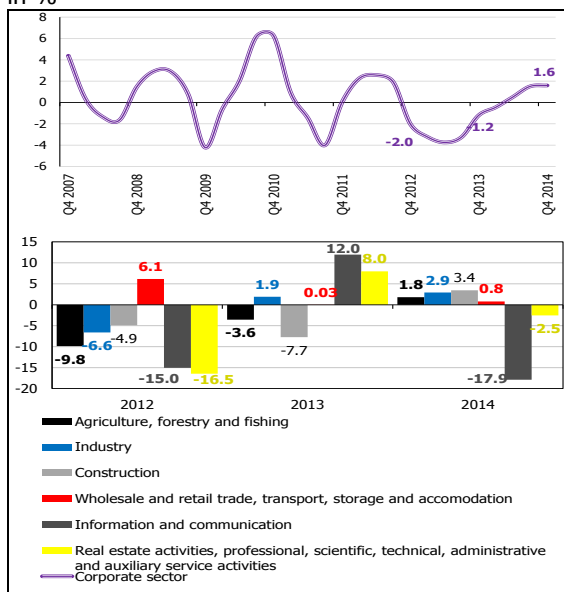 8
6
4
2
0
-2
-4
-6
1.6
-1.2
-2.0
Q4 2007
Q4 2008
Q4 2009
Q4 2010
Q4 2011
Q4 2012
Q4 2013
Q4 2014
15
10
5
0
-5
-10
-15
-20
-9.8
-6.6
-4.9
6.1
-15.0
-16.5
-3.6
1.9
-7.7
0.03
12.0
8.0
1.8
2.9
3.4
0.8
-17.9
-2.5
2012
2013
2014
Agriculture, forestry and fishing
Industry
Construction
Wholesale and retail trade, transport, storage and accomodation
Information and communication
Real estate activities, professional, scientific, technical, administrative
and auxiliary service activities
Corporate sector